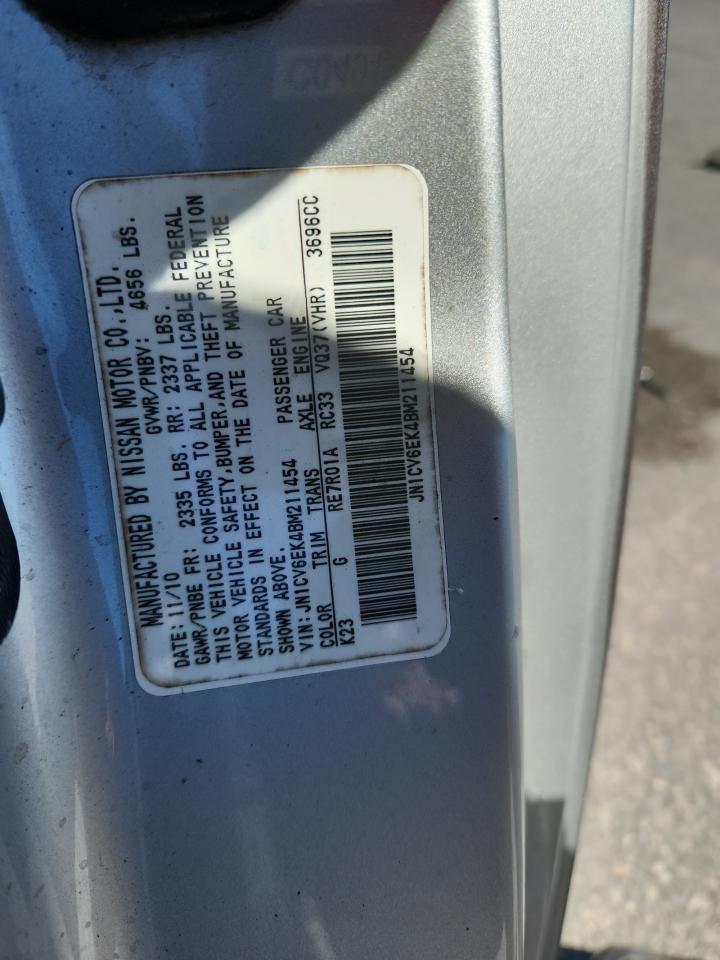 MANUFACTURED BY NISSAN MOTOR CO.,LTD.
DATE: 11/10 GVWR/PNBV: 4656 LBS.
GAWR/PNBE FR: 2335 LBS. RR: 2337 LBS.
THIS VEHICLE CONFORMS TO ALL APPLICABLE FEDERAL
MOTOR VEHICLE SAFETY,BUMPER,AND THEFT PREVENTION
STANDARDS IN EFFECT ON THE DATE OF MANUFACTURE
SHOWN ABOVE.
VIN: JN1CV6EK4BM211454 PASSENGER CAR
COLOR TRIM TRANS AXLE ENGINE
K23 G RE7R01A RC33 VQ37(VHR) 3696CC
JN1CV6EK4BM211454